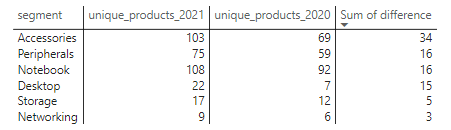 segment unique_products_2021 unique_products_2020 Sum of difference
Accessories 103 69 34
Peripherals 75 59 16
Notebook 108 92 16
Desktop 22 7 15
Storage 17 12 5
Networking 9 6 3